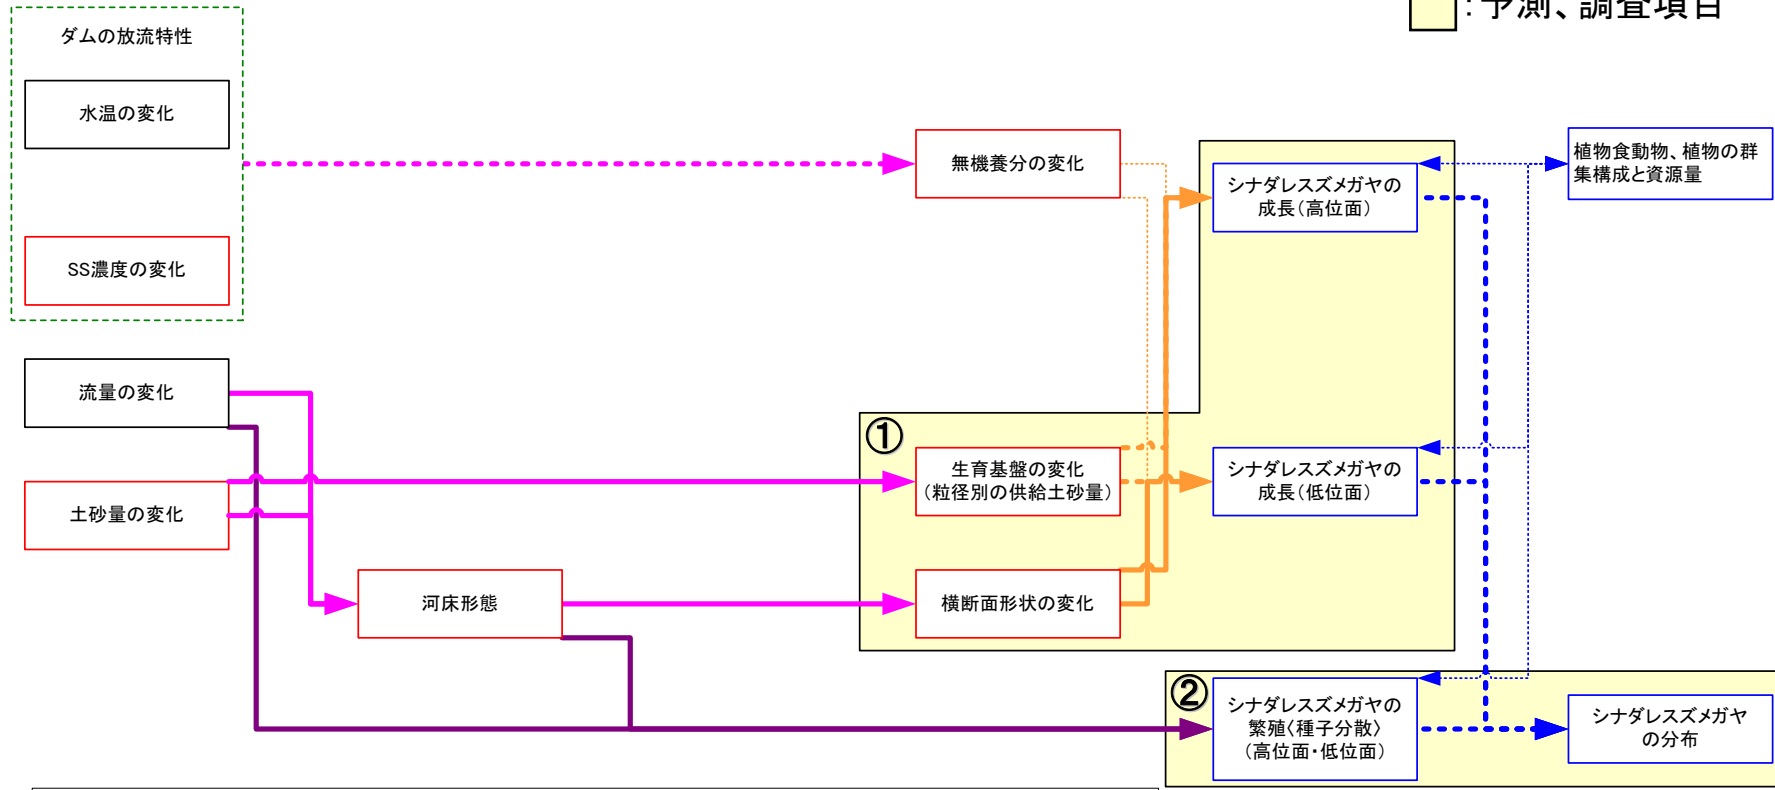 :予測、調査項目
ダムの放流特性
水温の変化
SS濃度の変化
無機養分の変化
シナダレスズメガヤの
成長(高位面)
植物食動物、植物の群
集構成と資源量
流量の変化
土砂量の変化
①
生育基盤の変化
(粒径別の供給土砂量)
シナダレスズメガヤの
成長(低位面)
河床形態
横断面形状の変化
②
シナダレスズメガヤの
繁殖〈種子分散〉
(高位面・低位面)
シナダレスズメガヤ
の分布